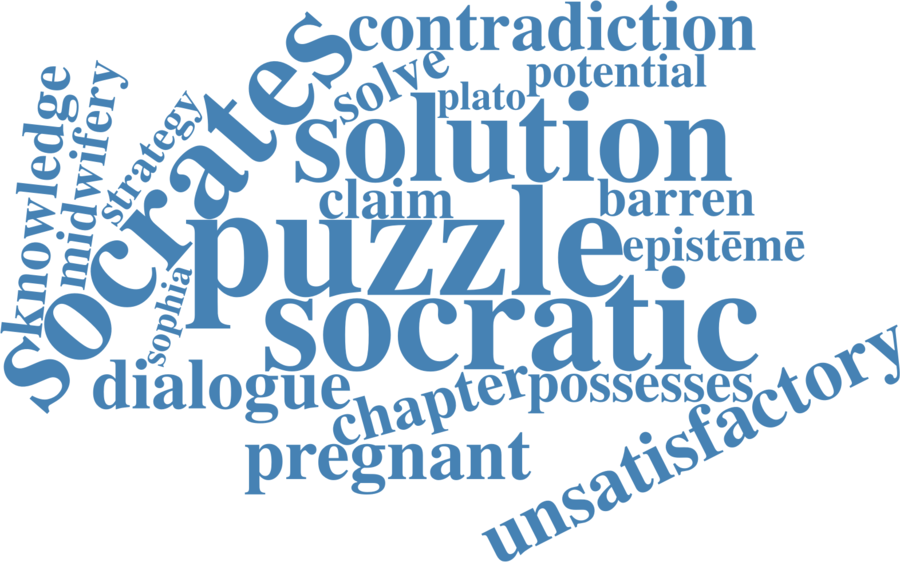 contradiction
socrates
solve
potential
plato
knowledge
midwifery
strategy
solution
claim
barren
puzzle
epistēmē
sophia
socratic
dialogue
chapter
possesses
unsatisfactory
pregnant